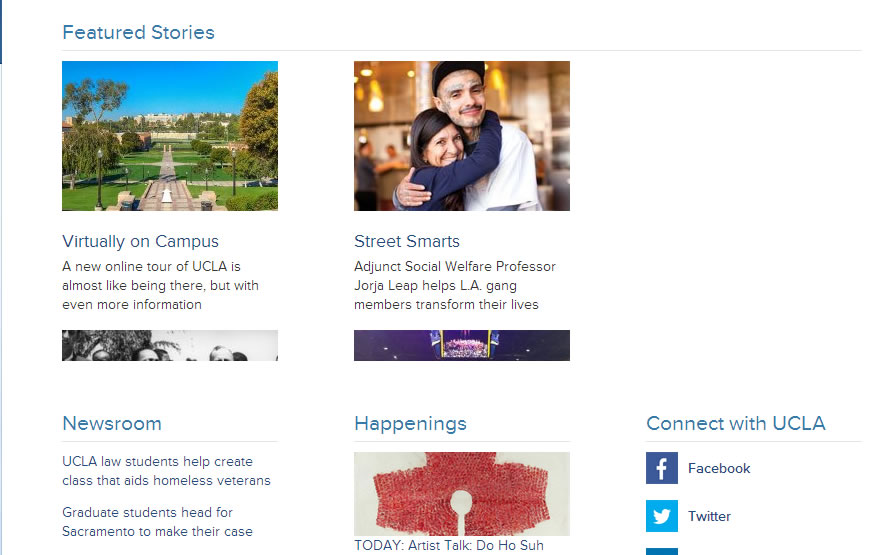 Featured Stories
Virtually on Campus
A new online tour of UCLA is
almost like being there, but with
even more information
Street Smarts
Adjunct Social Welfare Professor
Jorja Leap helps L.A. gang
members transform their lives
Newsroom
UCLA law students help create
class that aids homeless veterans
Graduate students head for
Sacramento to make their case
Happenings
TODAY: Artist Talk: Do Ho Suh
Connect with UCLA
Facebook
Twitter